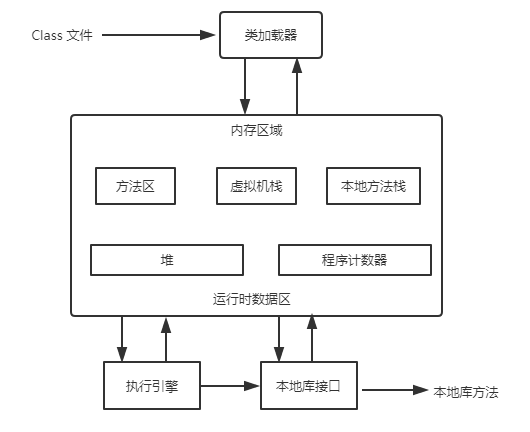 Class 文件
类加载器
内存区域
方法区
虚拟机栈
本地方法栈
堆
程序计数器
运行时数据区
执行引擎
本地库接口
本地库方法